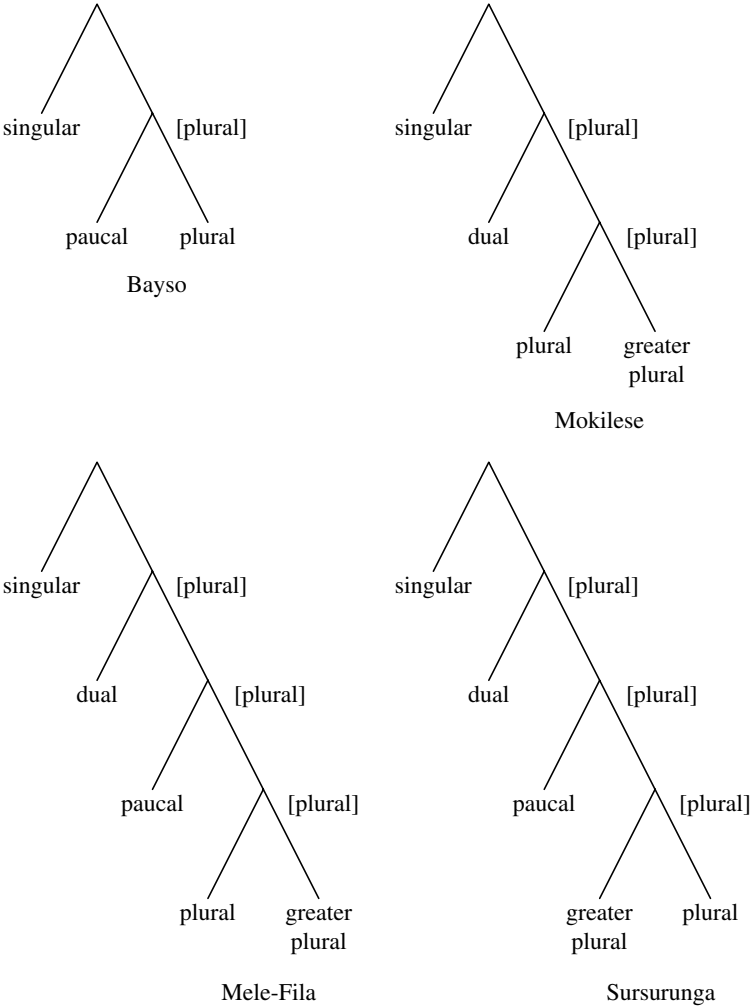 singular [plural]
paucal plural
Bayso
singular [plural]
dual [plural]
plural greater
plural
Mokilese
singular [plural]
dual [plural]
paucal [plural]
plural greater
plural
Mele-Fila
singular [plural]
dual [plural]
paucal [plural]
greater plural
plural
Sursurunga